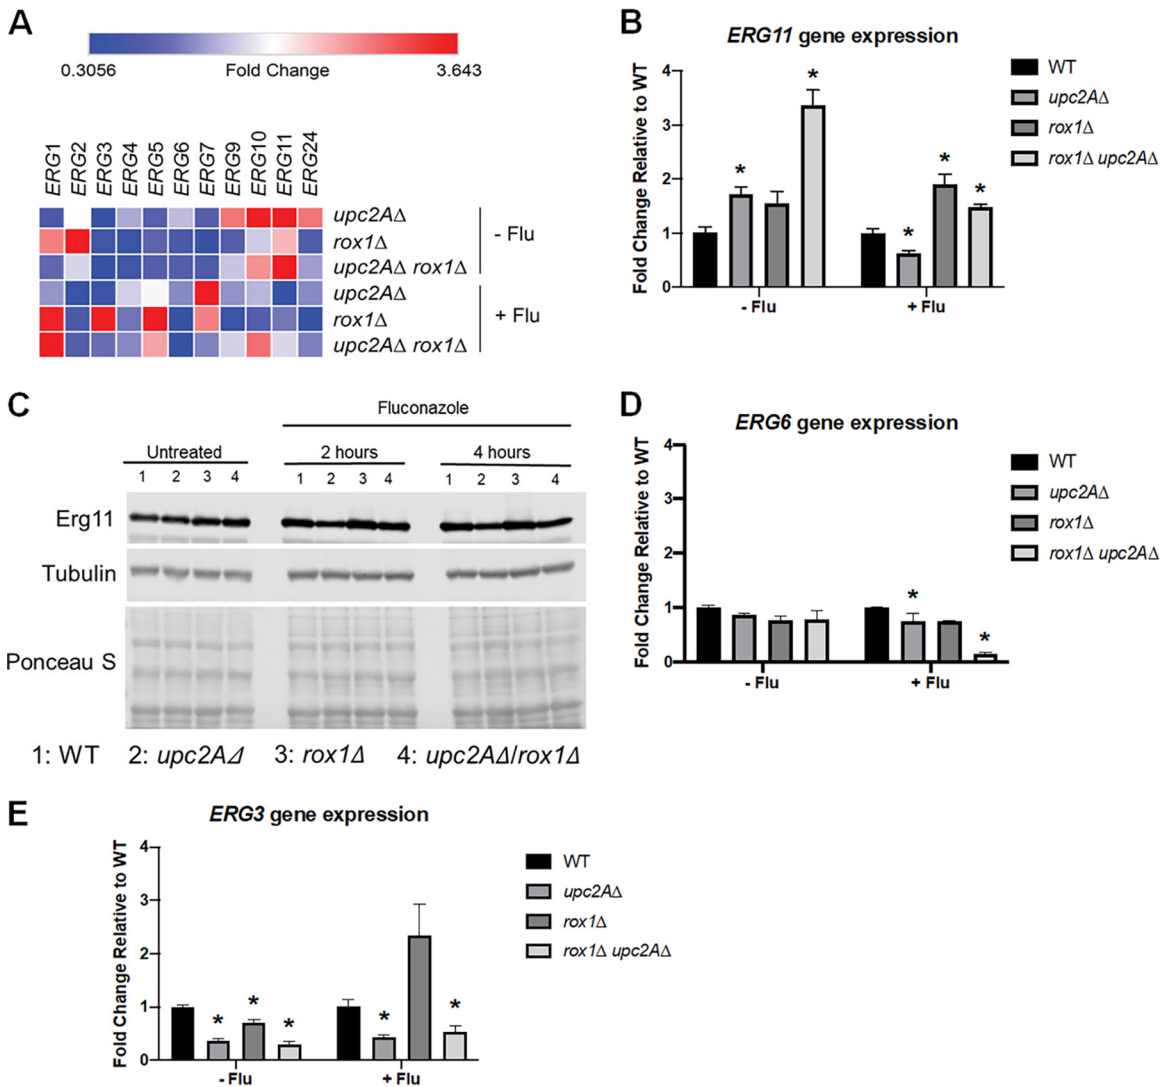 A
0.3056 Fold Change 3.643
ERG1 ERG2 ERG3 ERG4 ERG5 ERG6 ERG7 ERG9 ERG10 ERG11 ERG24
upc2AΔ
rox1Δ
upc2AΔ rox1Δ
- Flu
upc2AΔ
rox1Δ
upc2AΔ rox1Δ
+ Flu
B
ERG11 gene expression
Fold Change Relative to WT
4
3
2
1
0
* * * * *
- Flu + Flu
WT
upc2AΔ
rox1Δ
rox1Δ upc2AΔ
C
Fluconazole
Untreated 2 hours 4 hours
1 2 3 4 1 2 3 4 1 2 3 4
Erg11
Tubulin
Ponceau S
1: WT 2: upc2AΔ 3: rox1Δ 4: upc2AΔ/rox1Δ
D
ERG6 gene expression
Fold Change Relative to WT
4
3
2
1
0
* *
- Flu + Flu
WT
upc2AΔ
rox1Δ
rox1Δ upc2AΔ
E
ERG3 gene expression
Fold Change Relative to WT
4
3
2
1
0
* * * * *
- Flu + Flu
WT
upc2AΔ
rox1Δ
rox1Δ upc2AΔ